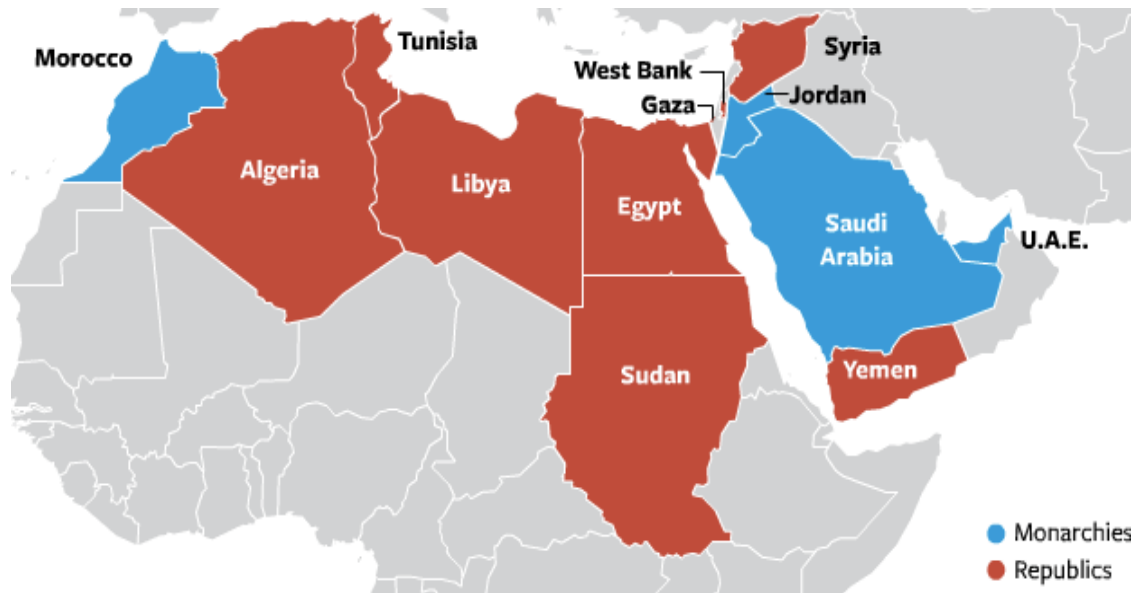 Morocco
Tunisia
Syria
West Bank
Jordan
Gaza
Algeria
Libya
Egypt
Saudi
Arabia
U.A.E.
Sudan
Yemen
Monarchies
Republics